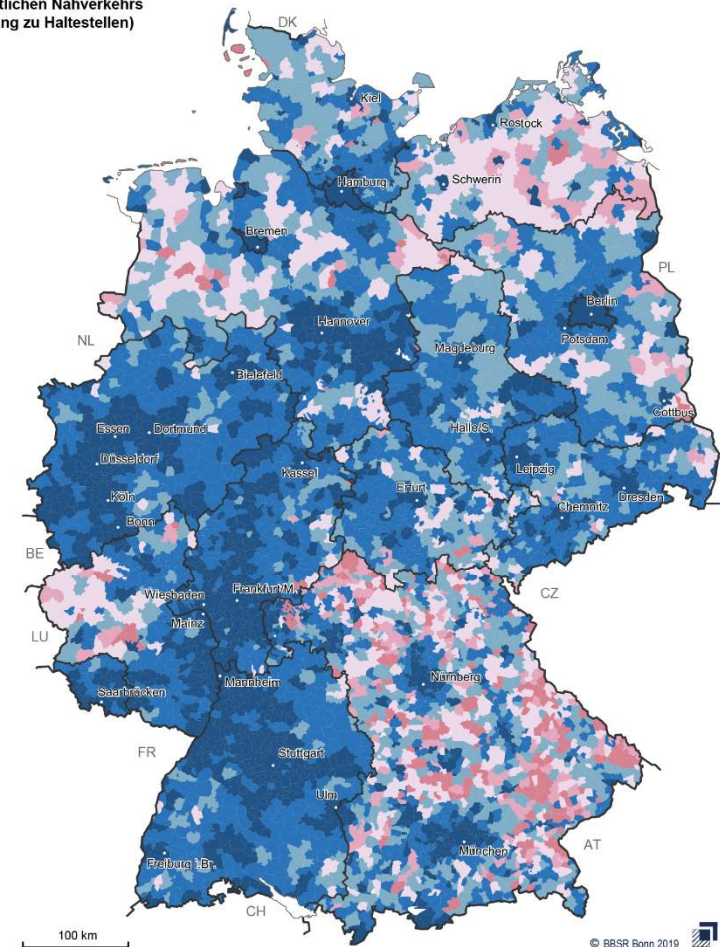 tlichen Nahverkehrs
ng zu Haltestellen)
DK
Kiel
Rostock
Hamburg
Schwerin
Bremen
PL
Berlin
Hannover
Potsdam
NL
Magdeburg
Bielefeld
Cottbus
Essen
Dortmund
Halle/S.
Düsseldorf
Leipzig
Kassel
Erfurt
Köln
Dresden
Chemnitz
Bonn
BE
Wiesbaden
Frankfurt/M.
CZ
Mainz
LU
Nürnberg
Mannheim
Saarbrücken
FR
Stuttgart
Ulm
AT
München
Freiburg i.Br.
CH
100 km
© BBSR Bonn 2019